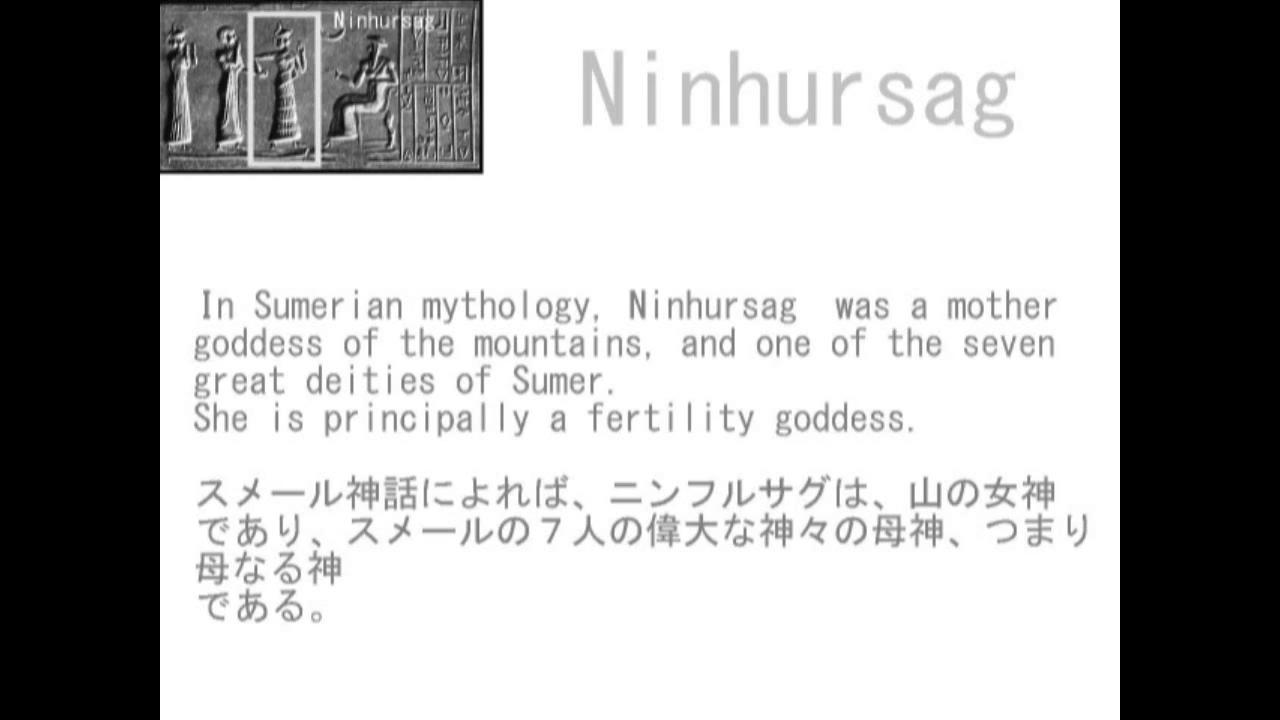 Ninhursag
Ninhursag
In Sumerian mythology, Ninhursag was a mother
goddess of the mountains, and one of the seven
great deities of Sumer.
She is principally a fertility goddess.
スメール神話によれば、ニンフルサグは、山の女神
であり、スメールの７人の偉大な神々の母神、つまり
母なる神
である。